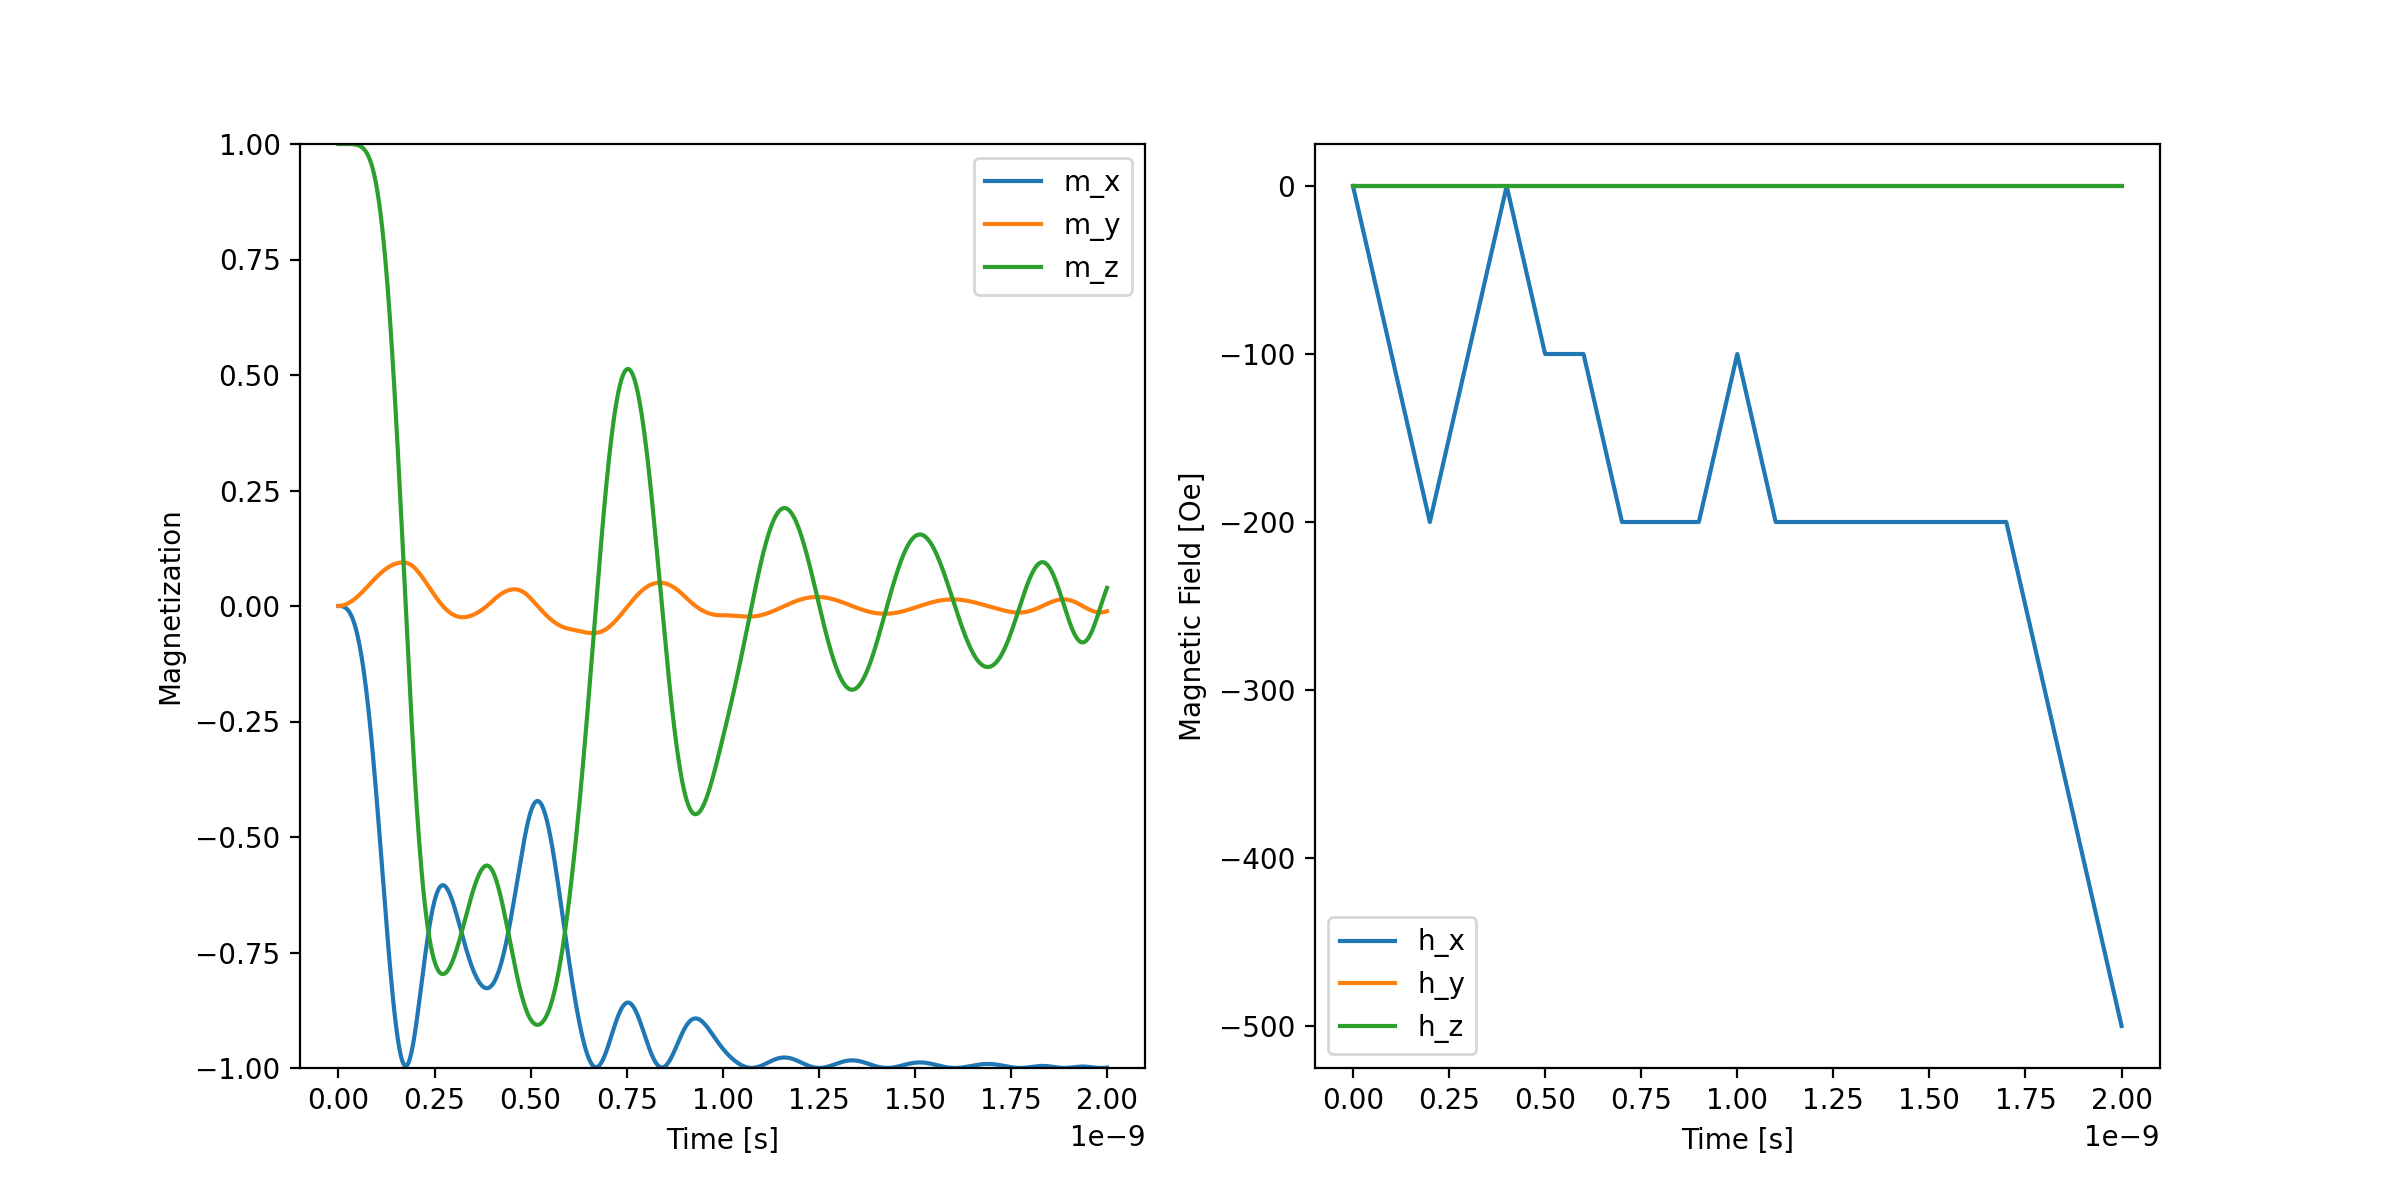 1.00
0.75
0.50
0.25
0.00
−0.25
−0.50
−0.75
−1.00
Magnetization
m_x
m_y
m_z
0.00 0.25 0.50 0.75 1.00 1.25 1.50 1.75 2.00
Time [s]
1e−9
0
−100
−200
−300
−400
−500
Magnetic Field [Oe]
h_x
h_y
h_z
0.00 0.25 0.50 0.75 1.00 1.25 1.50 1.75 2.00
Time [s]
1e−9